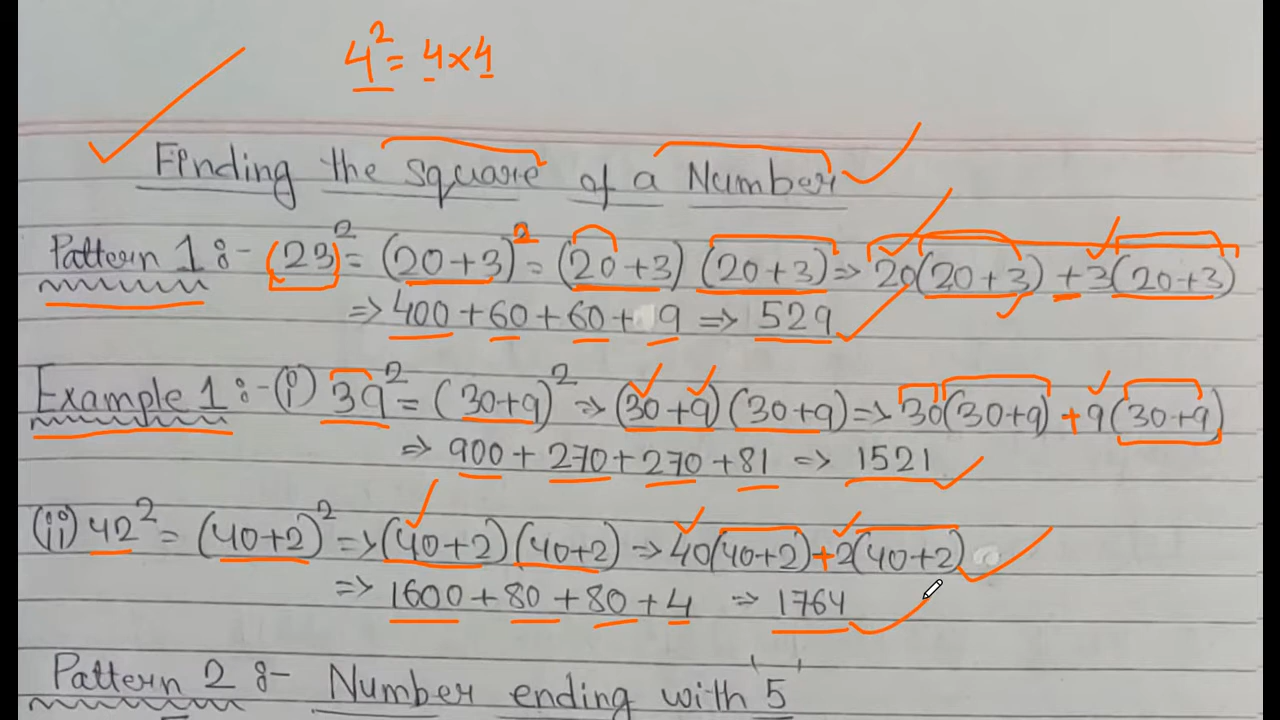 4² = 4×4
Finding the square of a Number
Pattern 1 :- (23)² = (20+3)² = (20+3) (20+3) ⇒ 20(20+3) + 3(20+3)
⇒ 400 + 60 + 60 + 9 ⇒ 529
Example 1 :- (i) 39² = (30+9)² ⇒ (30+9) (30+9) ⇒ 30(30+9) + 9(30+9)
⇒ 900 + 270 + 270 + 81 ⇒ 1521
(ii) 42² = (40+2)² ⇒ (40+2) (40+2) ⇒ 40(40+2) + 2(40+2)
⇒ 1600 + 80 + 80 + 4 ⇒ 1764
Pattern 2 :- Number ending with 5